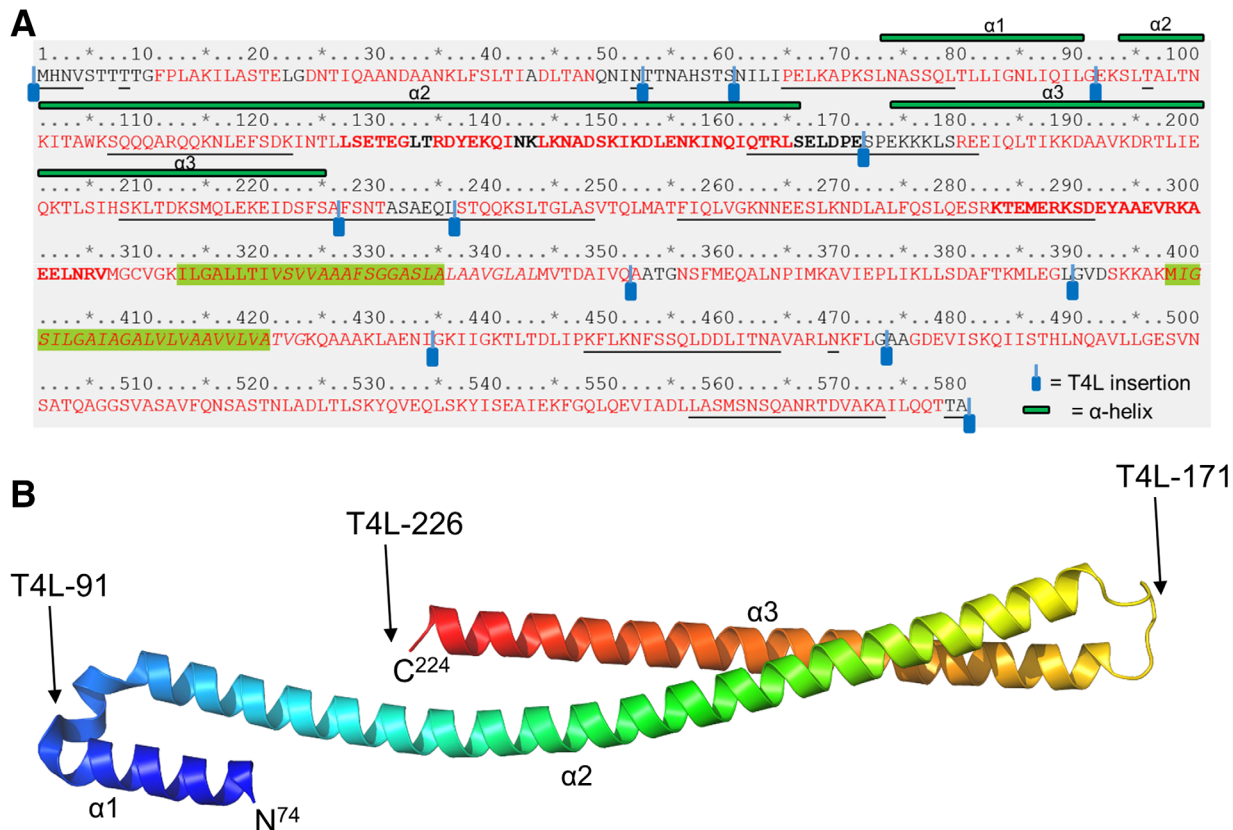 A
α1 α2
1...*...10....*...20....*...30....*...40....*...50....*...60....*...70....*...80....*...90....*..100
MHNVSTTTTGFPLAKILASTELGDNTIQAANDAANKLFSLTIADLTANQNINTTNAHSTSNILIPELKAPKSLNASSQLTLLIGNLIQILGEKSLTALTN
α2 α3
....*..110....*..120....*..130....*..140....*..150....*..160....*..170....*..180....*..190....*..200
KITAWKSQQQARQQKNLEFSDKINTLLSETEGLTRDYEKQINKLKNADSKIKDLENKINQIQTRLSELDPESPEKKKLSREEIQLTIKKDAAVKDRTLIE
α3
....*..210....*..220....*..230....*..240....*..250....*..260....*..270....*..280....*..290....*..300
QKTLSIHSKLTDKSMQLEKEIDSFSAFSNTASAEQLSTQQKSLTGLASVTQLMATFIQLVGKNNEESLKNDLALFQSLQESRKTEMERKSDEYAAEVRKA
....*..310....*..320....*..330....*..340....*..350....*..360....*..370....*..380....*..390....*..400
EELNRVMGCVGKILGALLTIVSVVAAAFSGGASLALAAVGLALMVTDAIVQAATGNSFMEQALNPIMKAVIEPLIKLLSDAFTKMLEGLGVDSKKAKMIG
....*..410....*..420....*..430....*..440....*..450....*..460....*..470....*..480....*..490....*..500
SILGAIAGALVLVAAVVLVATVGKQAAAKLAENIGKIIGKTLTDLIPKFLKNFSSQLDDLITNAVARLNKFLGAAGDEVISKQIISTHLNQAVLLGESVN
....*..510....*..520....*..530....*..540....*..550....*..560....*..570....*..580
SATQAGGSVASAVFQNSASTNLADLTLSKYQVEQLSKYISEAIEKFGQLQEVIADLLASMSNSQANRTDVAKAILQQTTA
= T4L insertion
= α-helix
B
T4L-171
T4L-226
T4L-91
α3
C224
α2
α1
N74